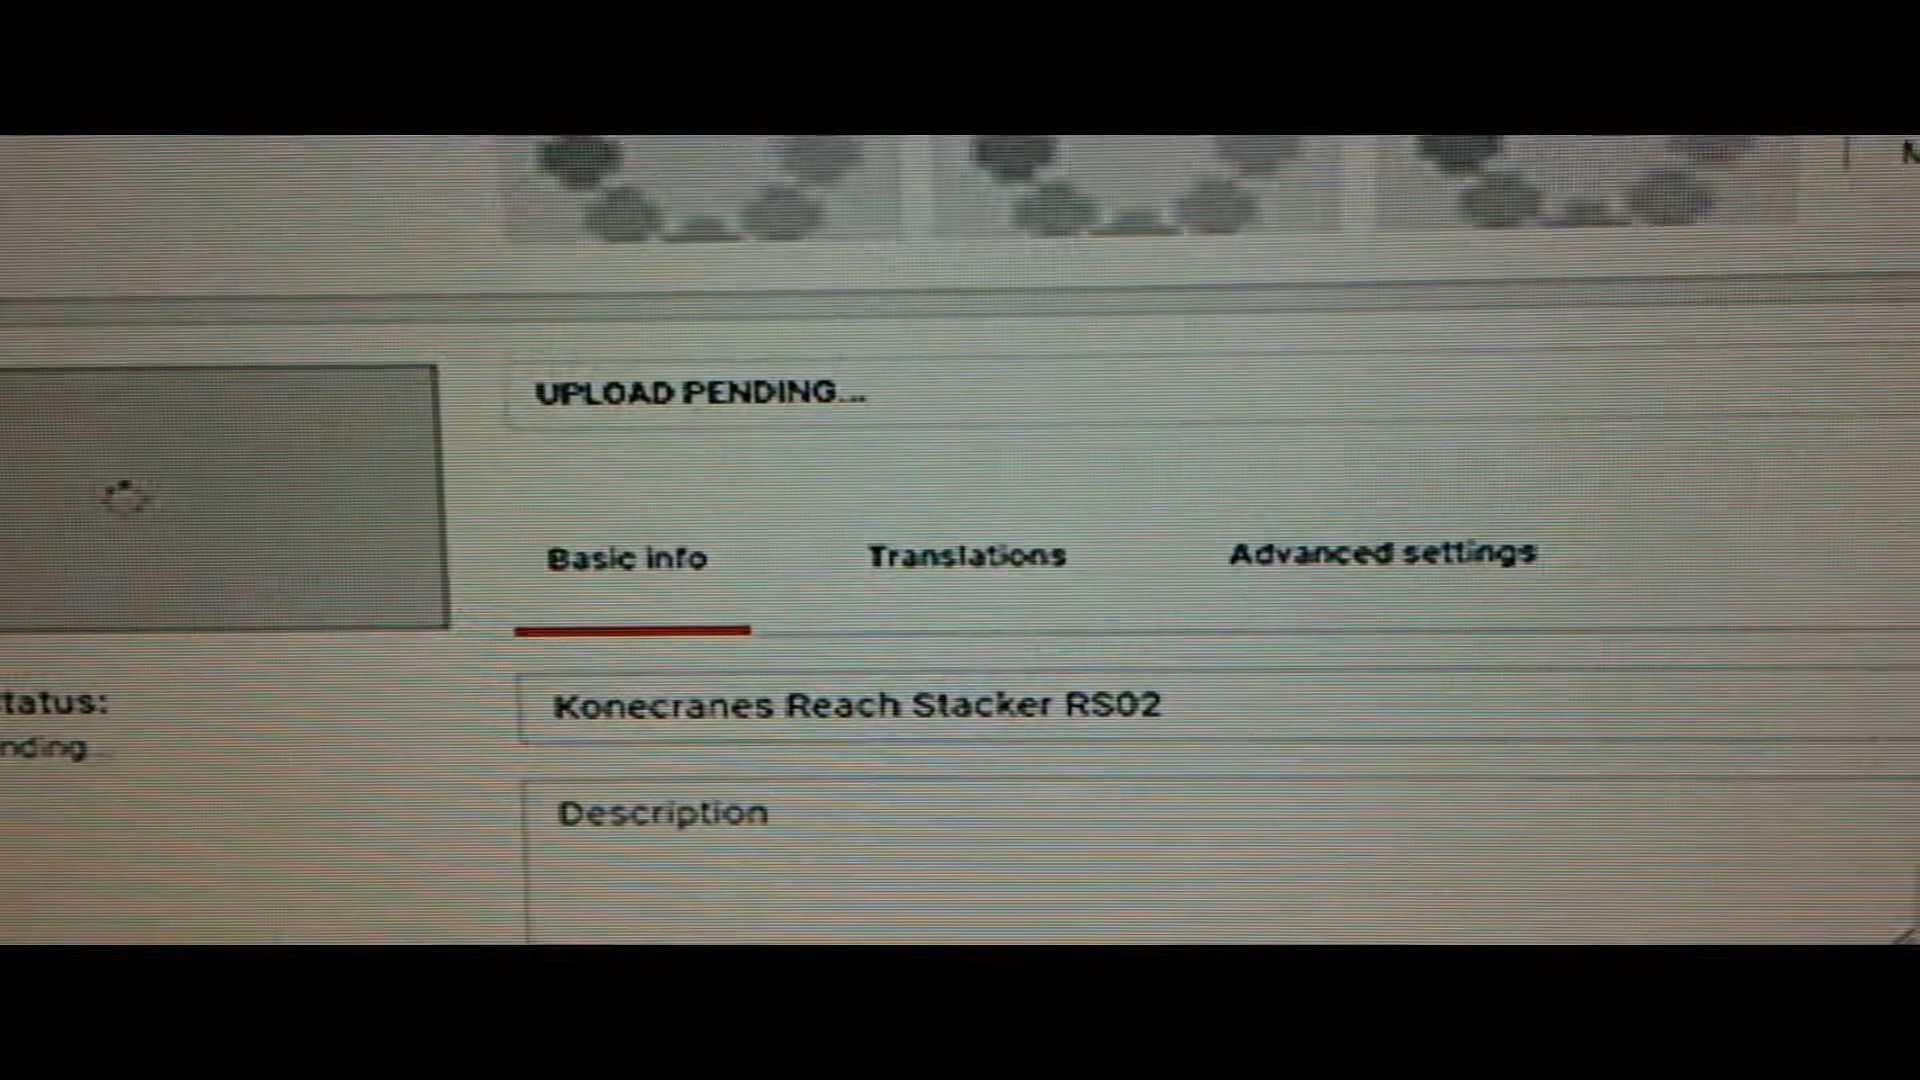 UPLOAD PENDING...
Basic info Translations Advanced settings
tatus:
Konecranes Reach Stacker RS02
nding...
Description